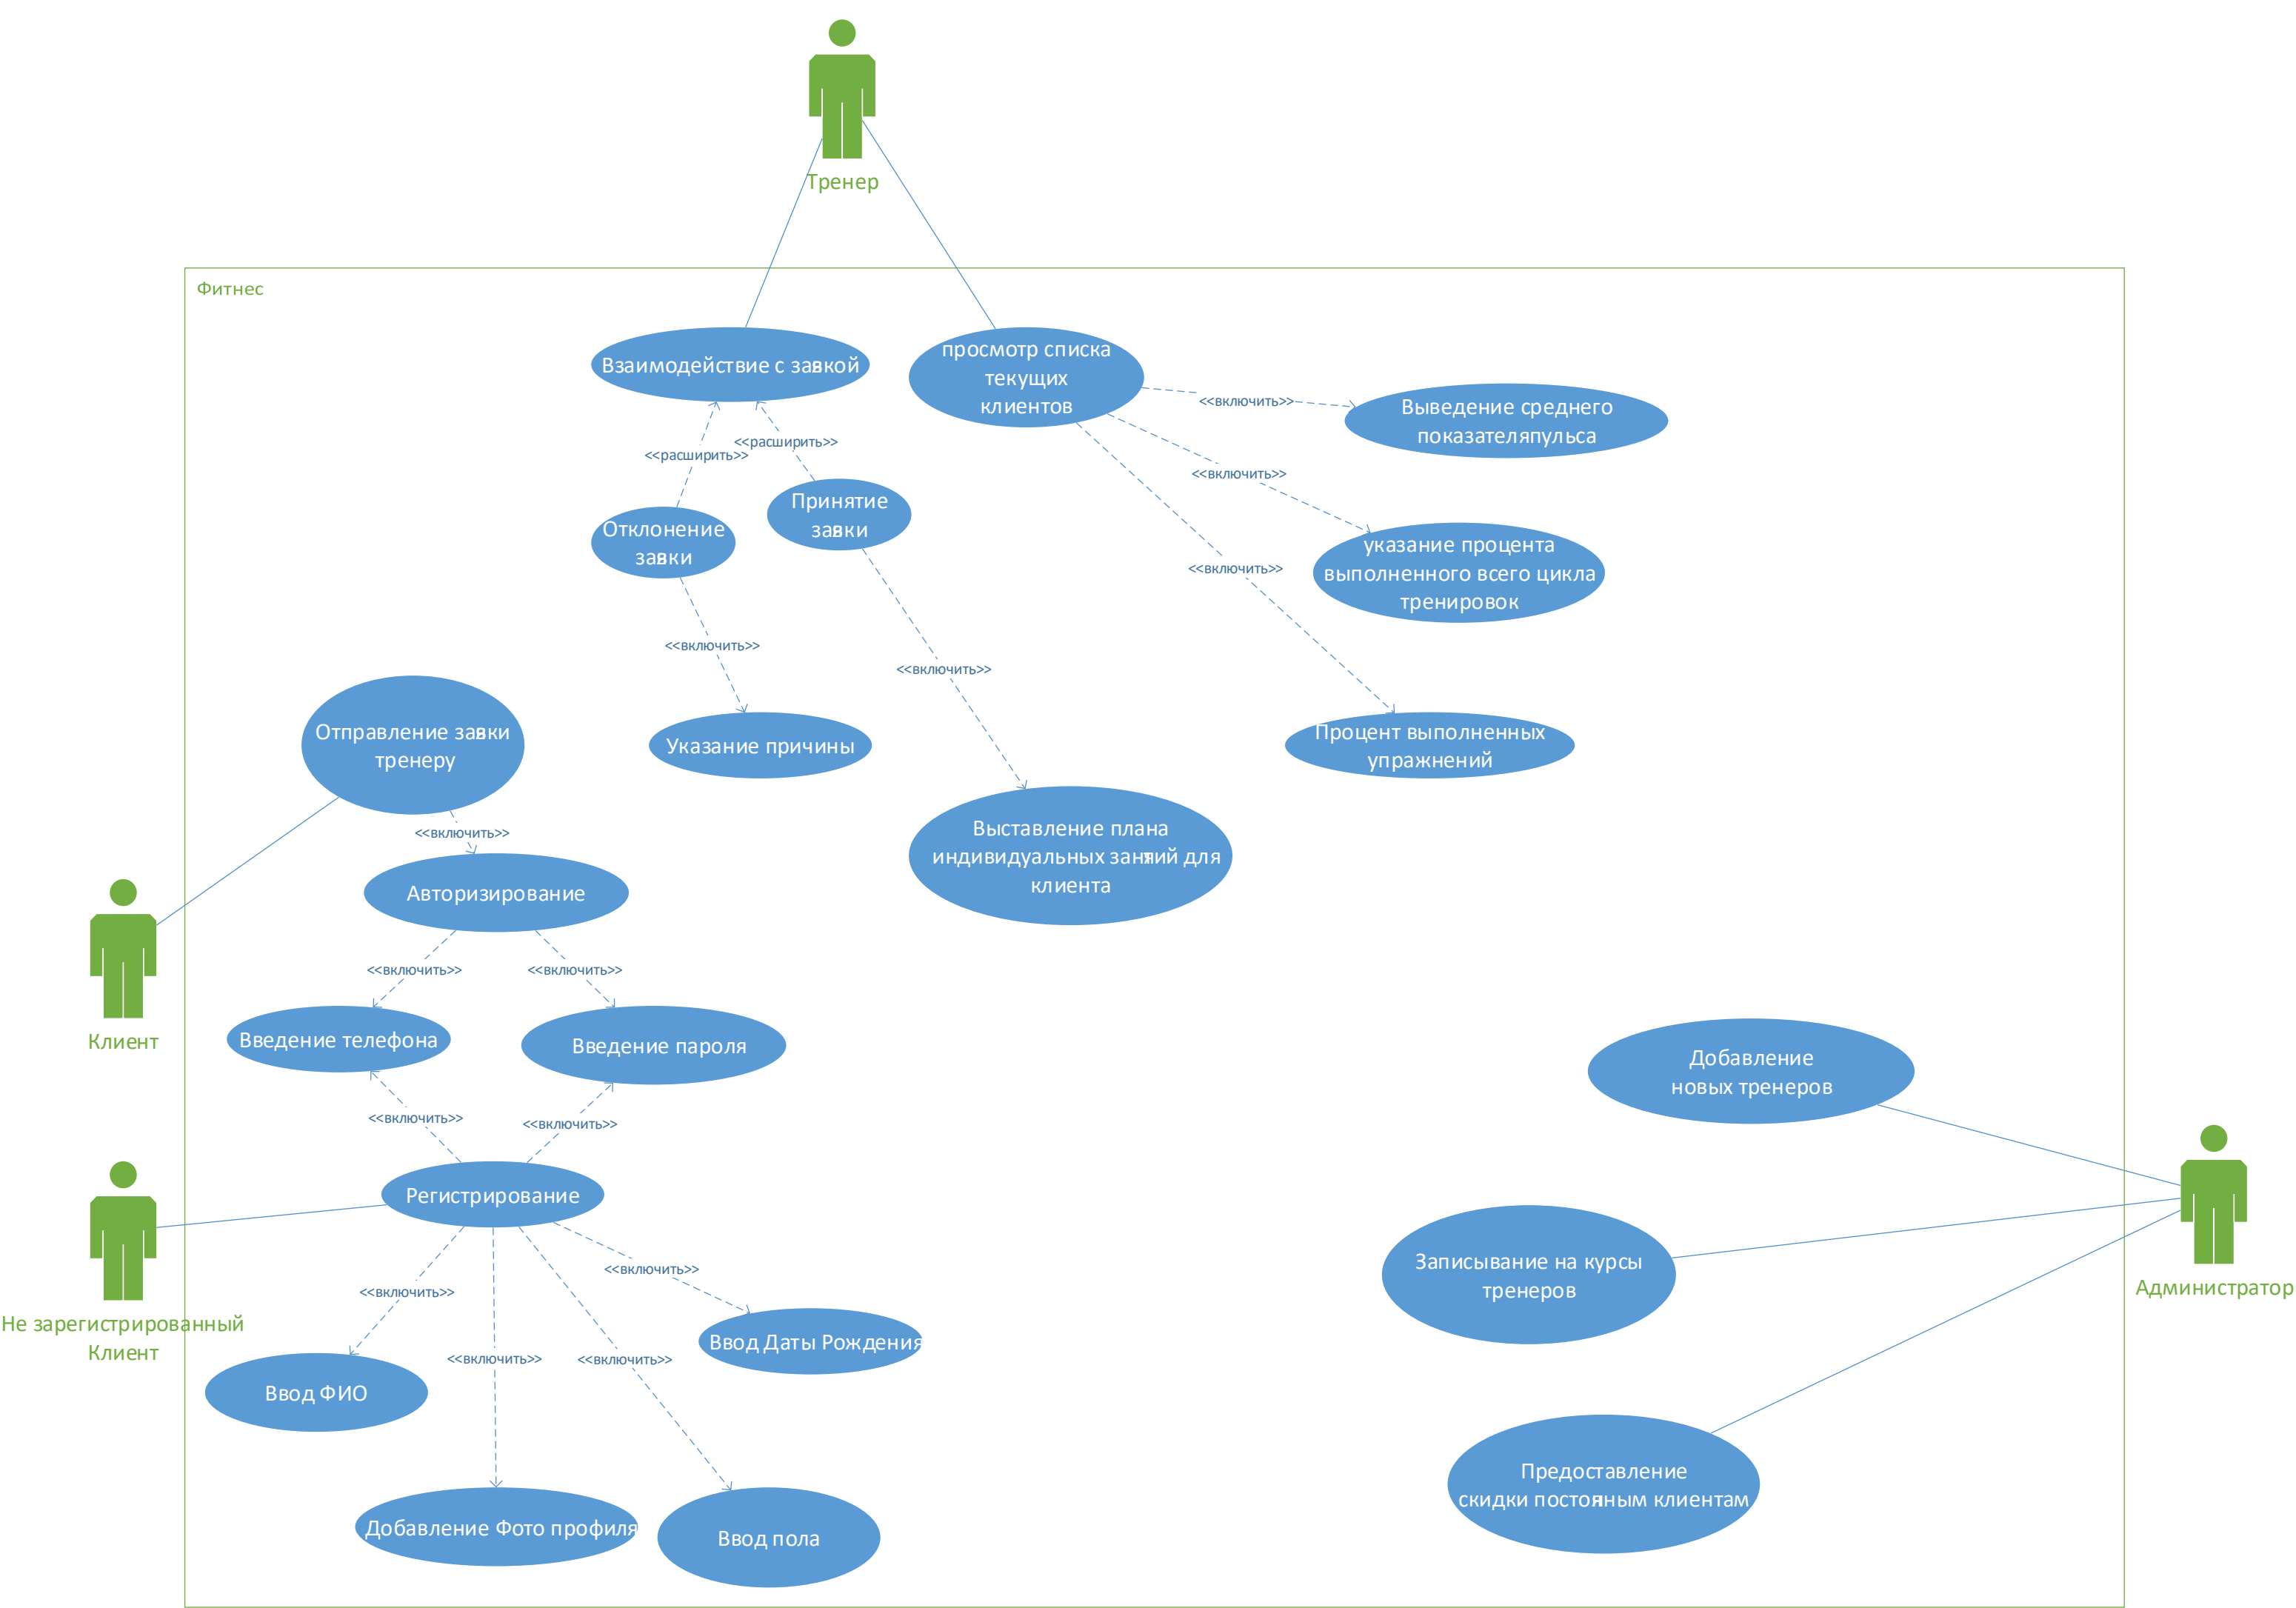 Тренер
Фитнес
Взаимодействие с заявкой
просмотр списка
текущих
клиентов
<<включить>>
Выведение среднего
показателяпульса
<<расширить>>
<<расширить>>
<<включить>>
Принятие
заявки
Отклонение
заявки
указание процента
выполненного всего цикла
тренировок
<<включить>>
<<включить>>
<<включить>>
Отправление заявки
тренеру
Указание причины
Процент выполненных
упражнений
<<включить>>
Выставление плана
индивидуальных занятий для
клиента
Авторизирование
<<включить>>
<<включить>>
Клиент
Введение телефона
Введение пароля
Добавление
новых тренеров
<<включить>>
<<включить>>
Регистрирование
Не зарегистрированный
Клиент
Администратор
Записывание на курсы
тренеров
<<включить>>
<<включить>>
Ввод Даты Рождения
<<включить>>
<<включить>>
Ввод ФИО
Предоставление
скидки постоянным клиентам
Добавление Фото профиля
Ввод пола